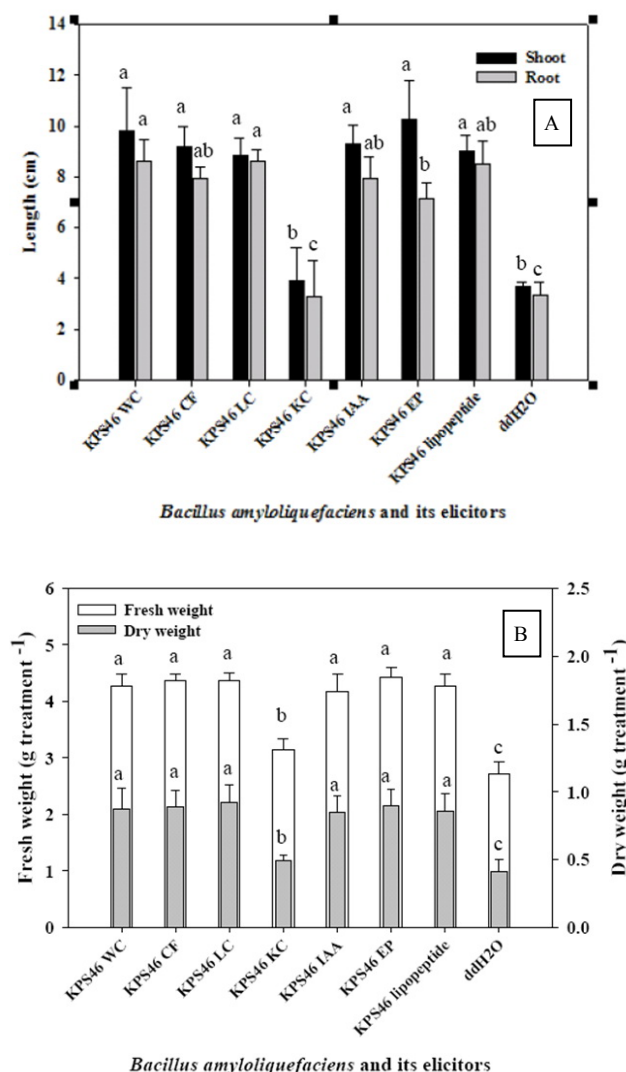 14
12
10
8
6
4
2
0
Length (cm)
Shoot
Root
A
a a
a ab
a a
b c
a ab
a b
a ab
b c
KPS46 WC
KPS46 CF
KPS46 LC
KPS46 KC
KPS46 IAA
KPS46 EP
KPS46 lipopeptide
ddH2O
Bacillus amyloliquefaciens and its elicitors
6
5
4
3
2
1
0
Fresh weight (g treatment -1)
Fresh weight
Dry weight
B
a a a b a a a c
a a a b a a a c
2.5
2.0
1.5
1.0
0.5
0.0
Dry weight (g treatment -1)
KPS46 WC
KPS46 CF
KPS46 LC
KPS46 KC
KPS46 IAA
KPS46 EP
KPS46 lipopeptide
ddH2O
Bacillus amyloliquefaciens and its elicitors